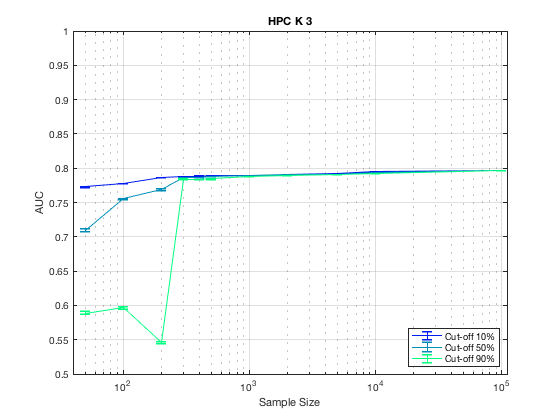 HPC K 3
1
0.95
0.9
0.85
0.8
0.75
0.7
0.65
0.6
0.55
0.5
AUC
10^2
10^3
10^4
10^5
Sample Size
Cut-off 10%
Cut-off 50%
Cut-off 90%